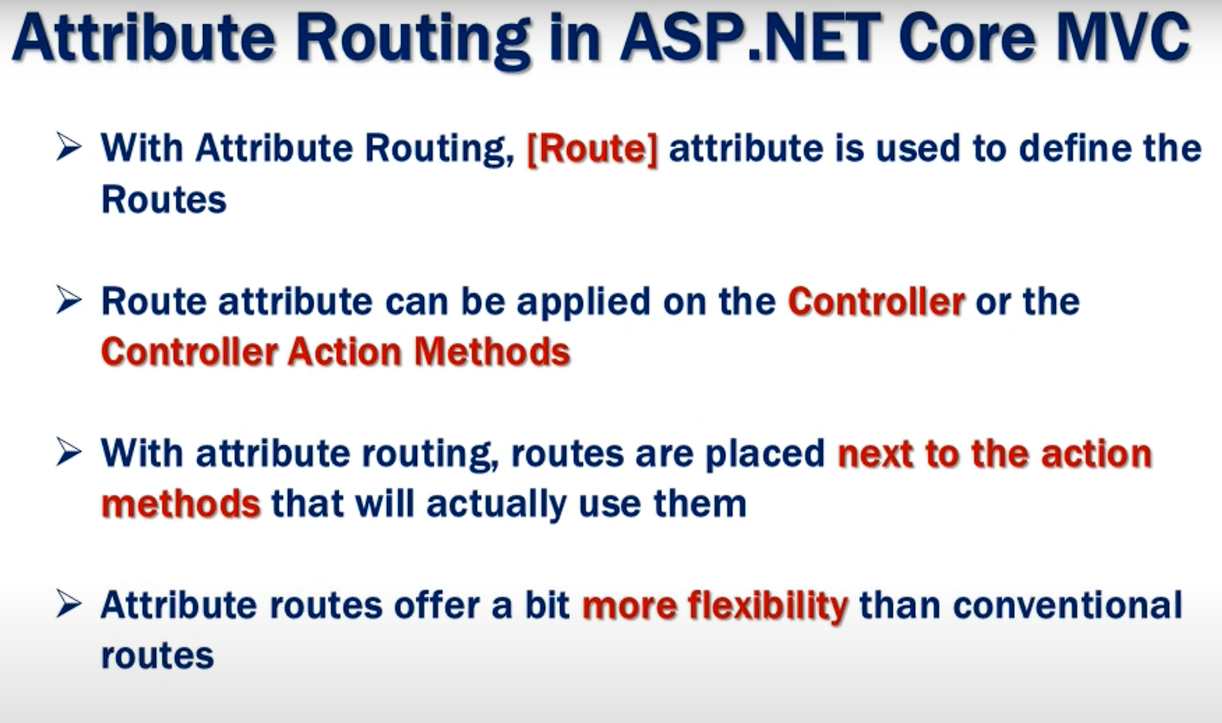 Attribute Routing in ASP.NET Core MVC
With Attribute Routing, [Route] attribute is used to define the
Routes
Route attribute can be applied on the Controller or the
Controller Action Methods
With attribute routing, routes are placed next to the action
methods that will actually use them
Attribute routes offer a bit more flexibility than conventional
routes